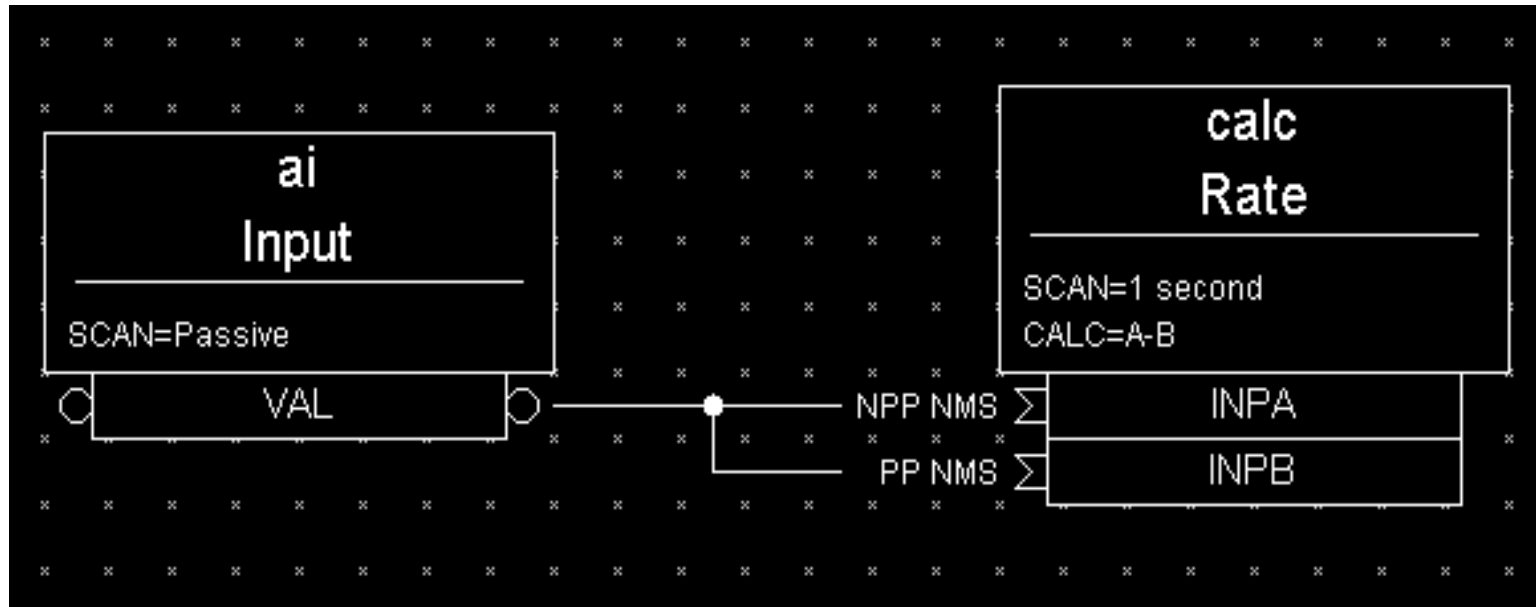 ai
Input
SCAN=Passive
VAL
calc
Rate
SCAN=1 second
CALC=A-B
NPP NMS
INPA
PP NMS
INPB